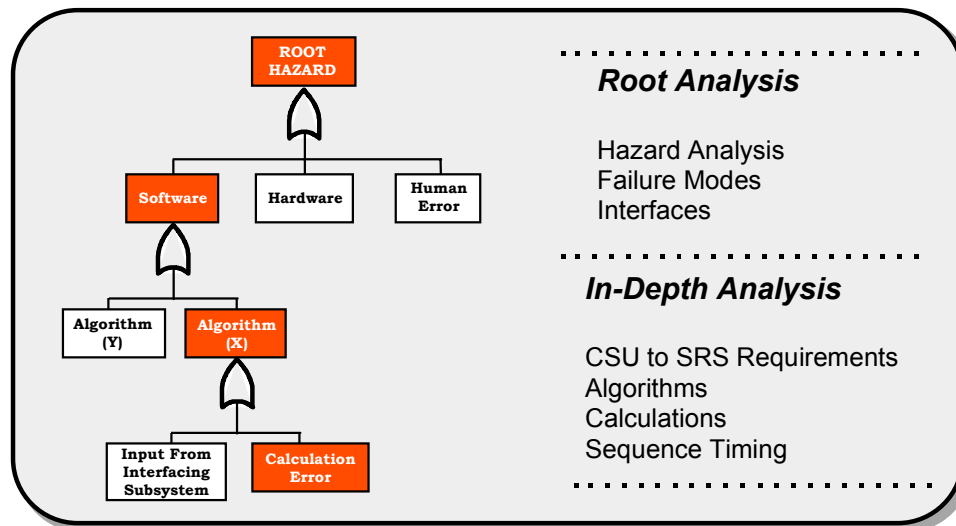 ROOT
HAZARD
Software
Hardware
Human
Error
Algorithm
(Y)
Algorithm
(X)
Input From
Interfacing
Subsystem
Calculation
Error
Root Analysis
Hazard Analysis
Failure Modes
Interfaces
In-Depth Analysis
CSU to SRS Requirements
Algorithms
Calculations
Sequence Timing